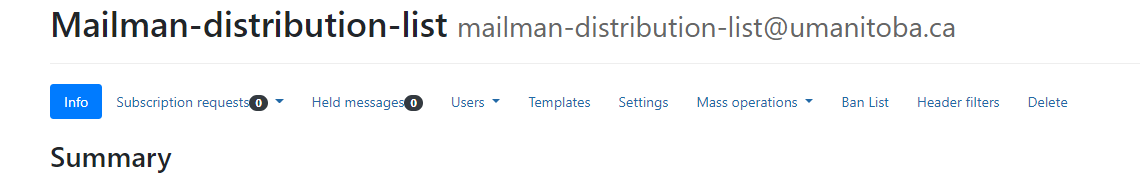 Mailman-distribution-list mailman-distribution-list@umanitoba.ca
Info Subscription requests 0 Held messages 0 Users Templates Settings Mass operations Ban List Header filters Delete
Summary